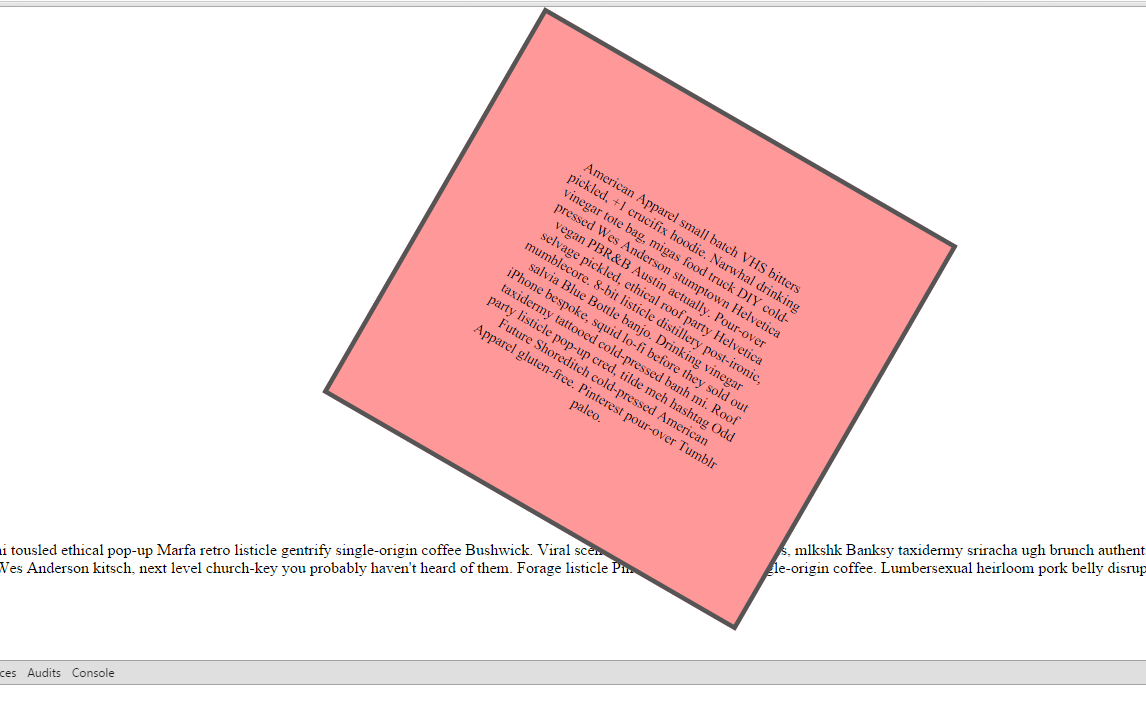 American Apparel small batch VHS bitters
pickled, +1 crucifix hoodie. Narwhal drinking
vinegar tote bag, migas food truck DIY cold-
pressed Wes Anderson stumptown Helvetica
vegan PBR&B Austin actually. Pour-over
selvage pickled, ethical roof party Helvetica
mumblecore. 8-bit listicle distillery post-ironic,
salvia Blue Bottle banjo. Drinking vinegar
iPhone bespoke, squid lo-fi before they sold out
taxidermy tattooed cold-pressed banh mi. Roof
party listicle pop-up cred, tilde meh hashtag Odd
Future Shoreditch cold-pressed American
Apparel gluten-free. Pinterest pour-over Tumblr
paleo.
tousled ethical pop-up Marfa retro listicle gentrify single-origin coffee Bushwick. Viral s, mlkshk Banksy taxidermy sriracha ugh brunch authent
Wes Anderson kitsch, next level church-key you probably haven't heard of them. Forage listicle gle-origin coffee. Lumbersexual heirloom pork belly disrup
ces Audits Console